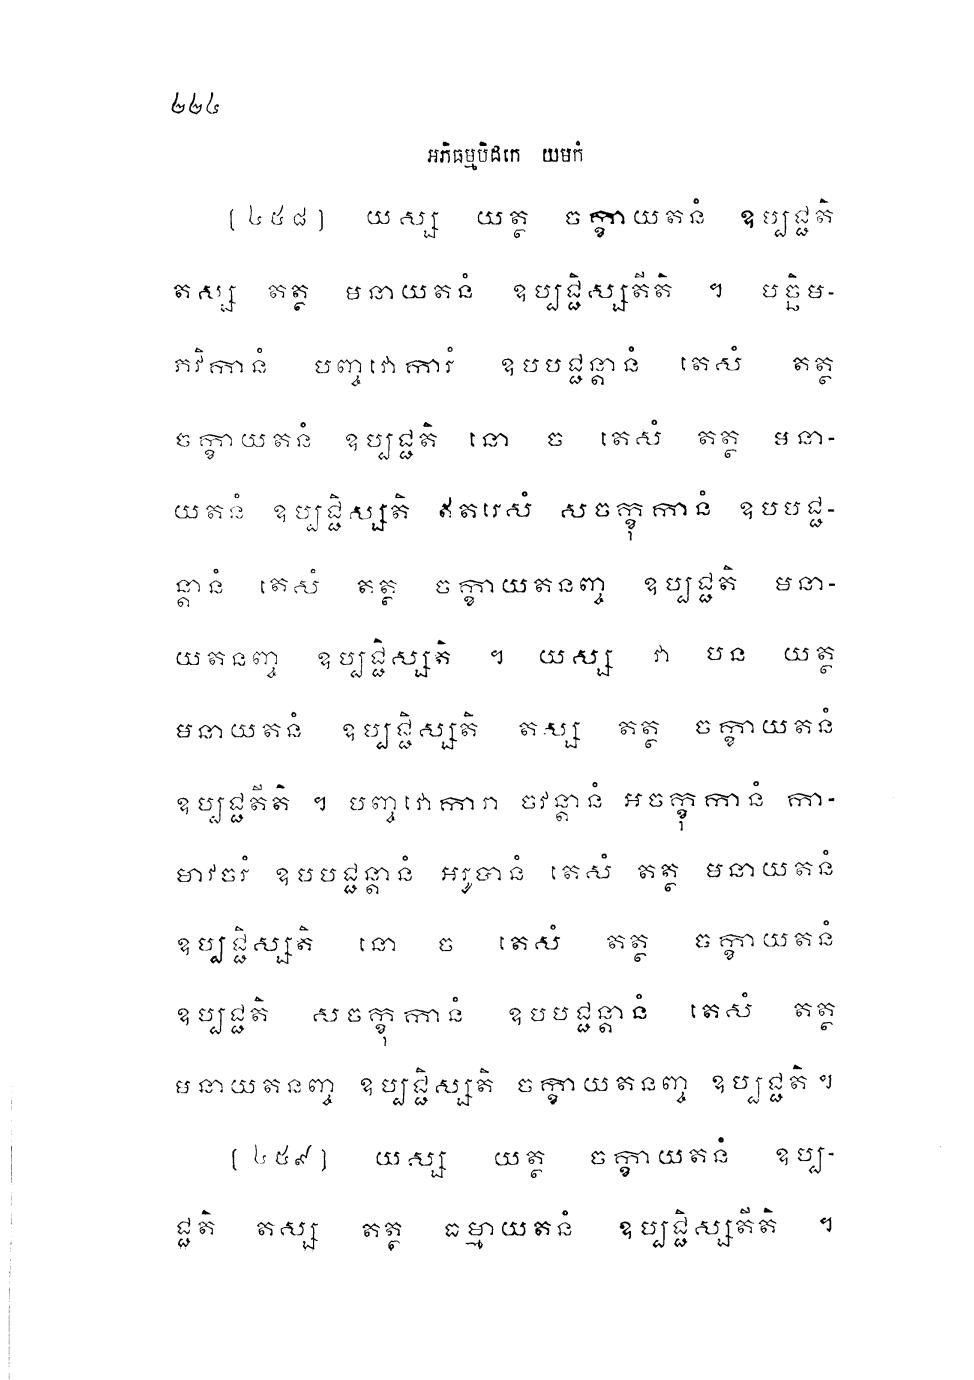 ២២៤
អភិធម្មបិដកេ យមកំ
(៤៥៨) យស្ស យត្ថ ចក្ខាយតនំ ឧប្បជ្ជតិ
តស្ស តត្ថ មនាយតនំ ឧប្បជ្ជិស្សតីតិ ។ បច្ឆិម-
ភវិកានំ បញ្ចវោការំ ឧបបជ្ជន្តានំ តេសំ តត្ថ
ចក្ខាយតនំ ឧប្បជ្ជតិ នោ ច តេសំ តត្ថ មនា-
យតនំ ឧប្បជ្ជិស្សតិ ឥតរេសំ សចក្ខុកានំ ឧបបជ្ជ-
ន្តានំ តេសំ តត្ថ ចក្ខាយតនញ្ច ឧប្បជ្ជតិ មនា-
យតនញ្ច ឧប្បជ្ជិស្សតិ ។ យស្ស វា បន យត្ថ
មនាយតនំ ឧប្បជ្ជិស្សតិ តស្ស តត្ថ ចក្ខាយតនំ
ឧប្បជ្ជតីតិ ។ បញ្ចវោការា ចវន្តានំ អចក្ខុកានំ កា-
មាវចរំ ឧបបជ្ជន្តានំ អរូបានំ តេសំ តត្ថ មនាយតនំ
ឧប្បជ្ជិស្សតិ នោ ច តេសំ តត្ថ ចក្ខាយតនំ
ឧប្បជ្ជតិ សចក្ខុកានំ ឧបបជ្ជន្តានំ តេសំ តត្ថ
មនាយតនញ្ច ឧប្បជ្ជិស្សតិ ចក្ខាយតនញ្ច ឧប្បជ្ជតិ ។
(៤៥៩) យស្ស យត្ថ ចក្ខាយតនំ ឧប្ប-
ជ្ជតិ តស្ស តត្ថ ធម្មាយតនំ ឧប្បជ្ជិស្សតីតិ ។